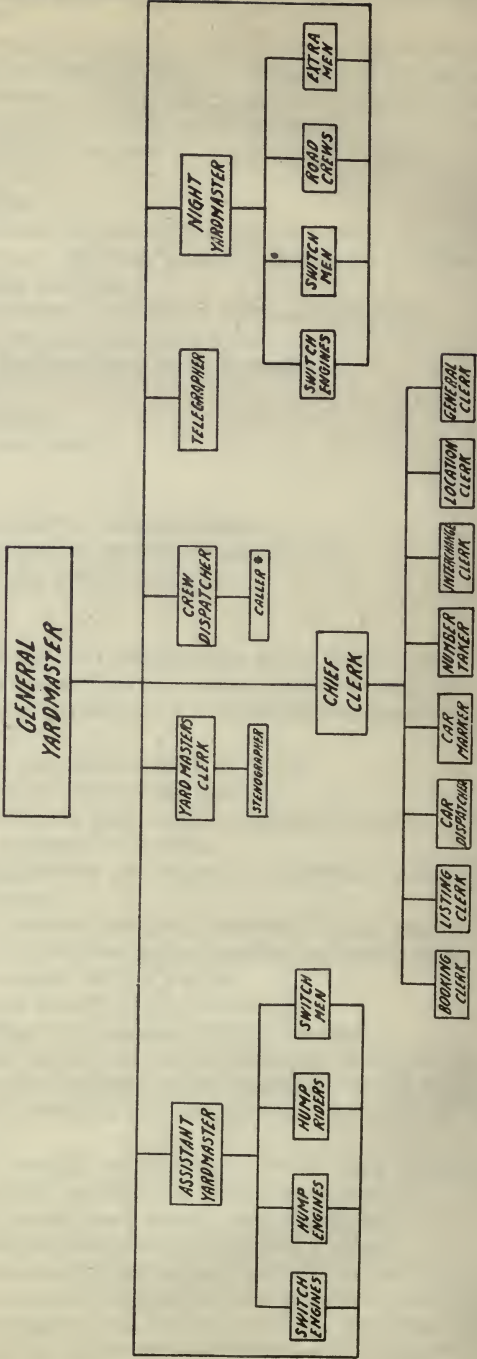 GENERAL
YARDMASTER
ASSISTANT
YARDMASTER
YARD MASTERS
CLERK
CREW
DISPATCHER
TELEGRAPHER
NIGHT
YARDMASTER
STENOGRAPHER
CALLER *
SWITCH
ENGINES
HUMP
ENGINES
HUMP
RIDERS
SWITCH
MEN
CHIEF
CLERK
SWITCH
ENGINES
SWITCH
MEN
ROAD
CREWS
EXTRA
MEN
BOOKING
CLERK
LISTING
CLERK
CAR
DISPATCHER
CAR
MARKER
NUMBER
TAKER
INTERCHANGE
CLERK
LOCATION
CLERK
GENERAL
CLERK